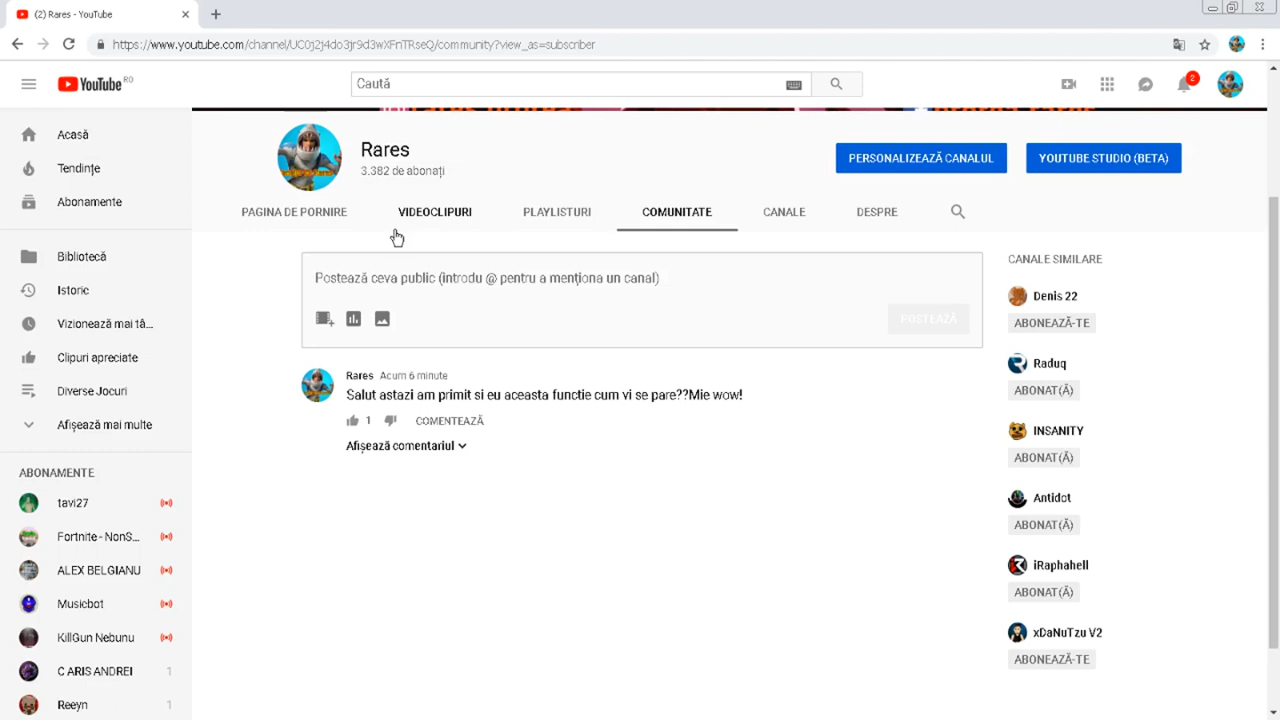 (2) Rares - YouTube
https://www.youtube.com/channel/UC0j2j4do3jr9d3wXFnTRseQ/community?view_as=subscriber
YouTube RO
Caută
2
Acasă
Tendințe
Abonamente
Bibliotecă
Istoric
Vizionează mai tâ...
Clipuri apreciate
Diverse Jocuri
Afișează mai multe
ABONAMENTE
tavi27
Fortnite - NonS...
ALEX BELGIANU
Musicbot
KillGun Nebunu
C ARIS ANDREI 1
Reeyn 1
Rares
3.382 de abonați
PERSONALIZEAZĂ CANALUL
YOUTUBE STUDIO (BETA)
PAGINA DE PORNIRE
VIDEOCLIPURI
PLAYLISTURI
COMUNITATE
CANALE
DESPRE
Postează ceva public (introdu @ pentru a menționa un canal)
POSTEAZĂ
Rares Acum 6 minute
Salut astazi am primit si eu aceasta functie cum vi se pare??Mie wow!
1 COMENTEAZĂ
Afișează comentariul
CANALE SIMILARE
Denis 22
ABONEAZĂ-TE
Raduq
ABONAT(Ă)
INSANITY
ABONAT(Ă)
Antidot
ABONAT(Ă)
iRaphahell
ABONAT(Ă)
xDaNuTzu V2
ABONEAZĂ-TE